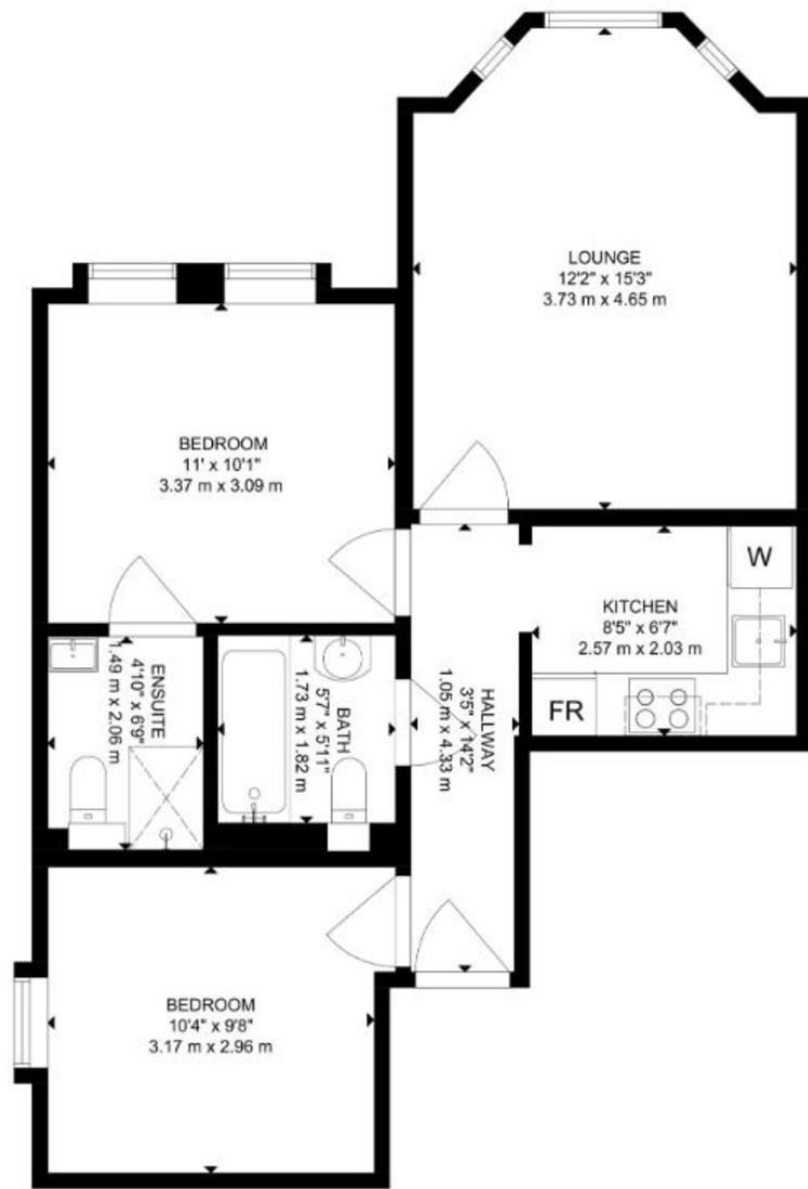 LOUNGE
12'2" x 15'3"
3.73 m x 4.65 m
BEDROOM
11' x 10'1"
3.37 m x 3.09 m
W
KITCHEN
8'5" x 6'7"
2.57 m x 2.03 m
FR
ENSUITE
4'10" x 6'9"
1.49 m x 2.06 m
BATH
5'7" x 5'11"
1.73 m x 1.82 m
HALLWAY
3'5" x 14'2"
1.05 m x 4.33 m
BEDROOM
10'4" x 9'8"
3.17 m x 2.96 m